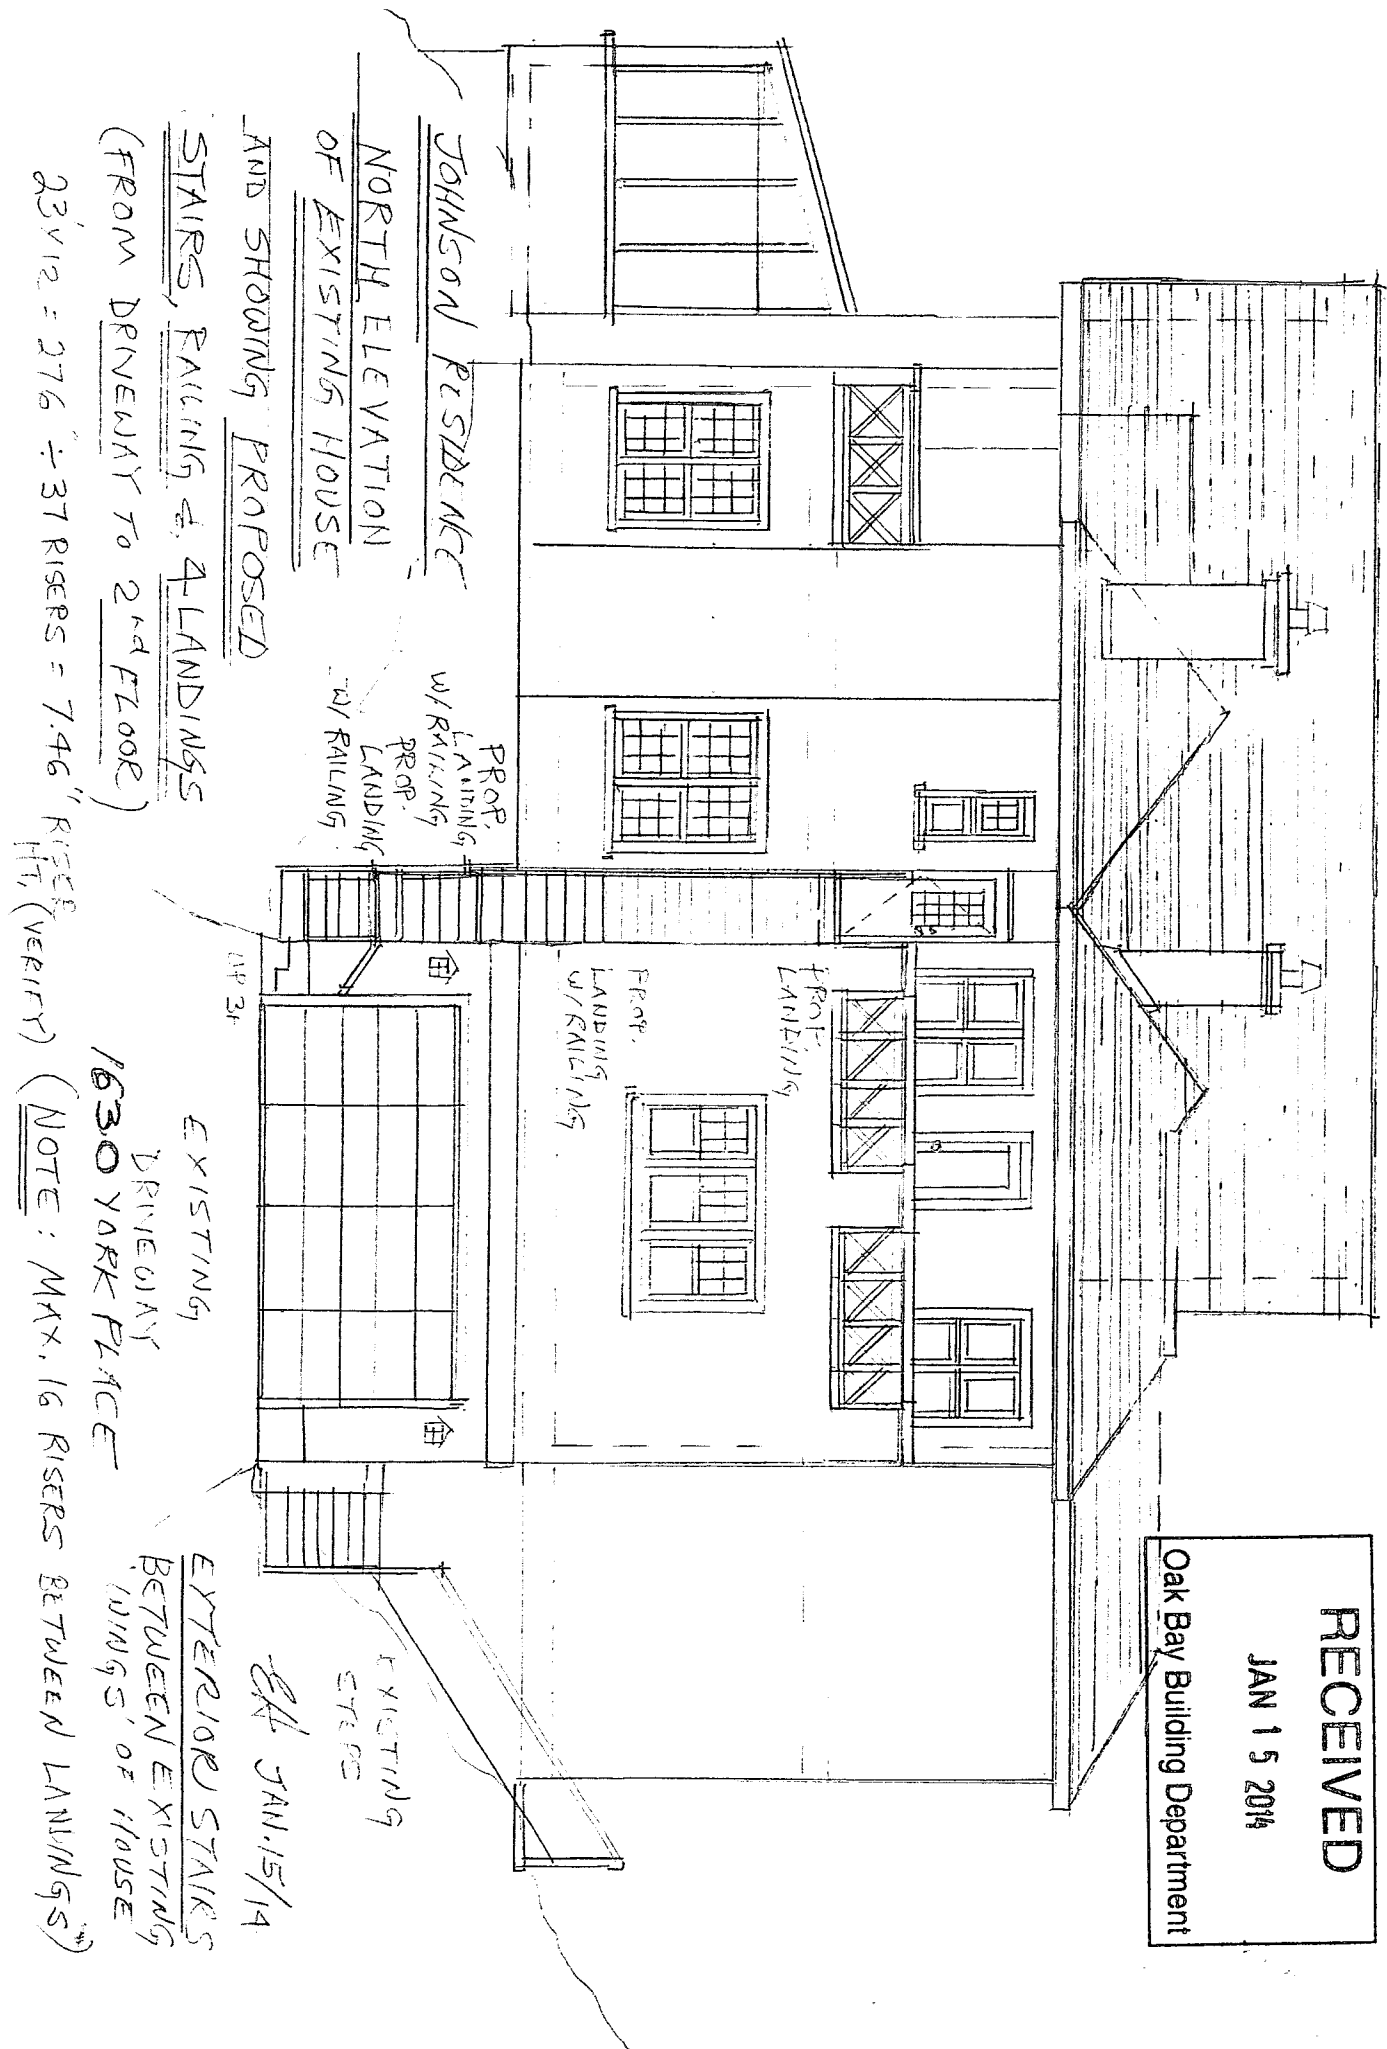 RECEIVED
JAN 15 2014
Oak Bay Building Department
JOHNSON RESIDENCE
NORTH ELEVATION
OF EXISTING HOUSE
AND SHOWING PROPOSED
STAIRS, RAILING & 4 LANDINGS
(FROM DRIVEWAY TO 2nd FLOOR)
23'x12 = 276 ÷ 37 RISERS = 7.46" RISER
HT, (VERIFY) (NOTE: MAX. 16 RISERS BETWEEN LANDINGS)
PROP.
LANDING
W/RAILING
PROP.
LANDING
W/RAILING
PROP.
LANDING
PROP.
LANDING
W/RAILING
EXISTING
DRIVEWAY
1630 YORK PLACE
EXISTING
STEPS
JAN.15/14
EXTERIOR STAIRS
BETWEEN EXISTING
'WINGS' OF HOUSE